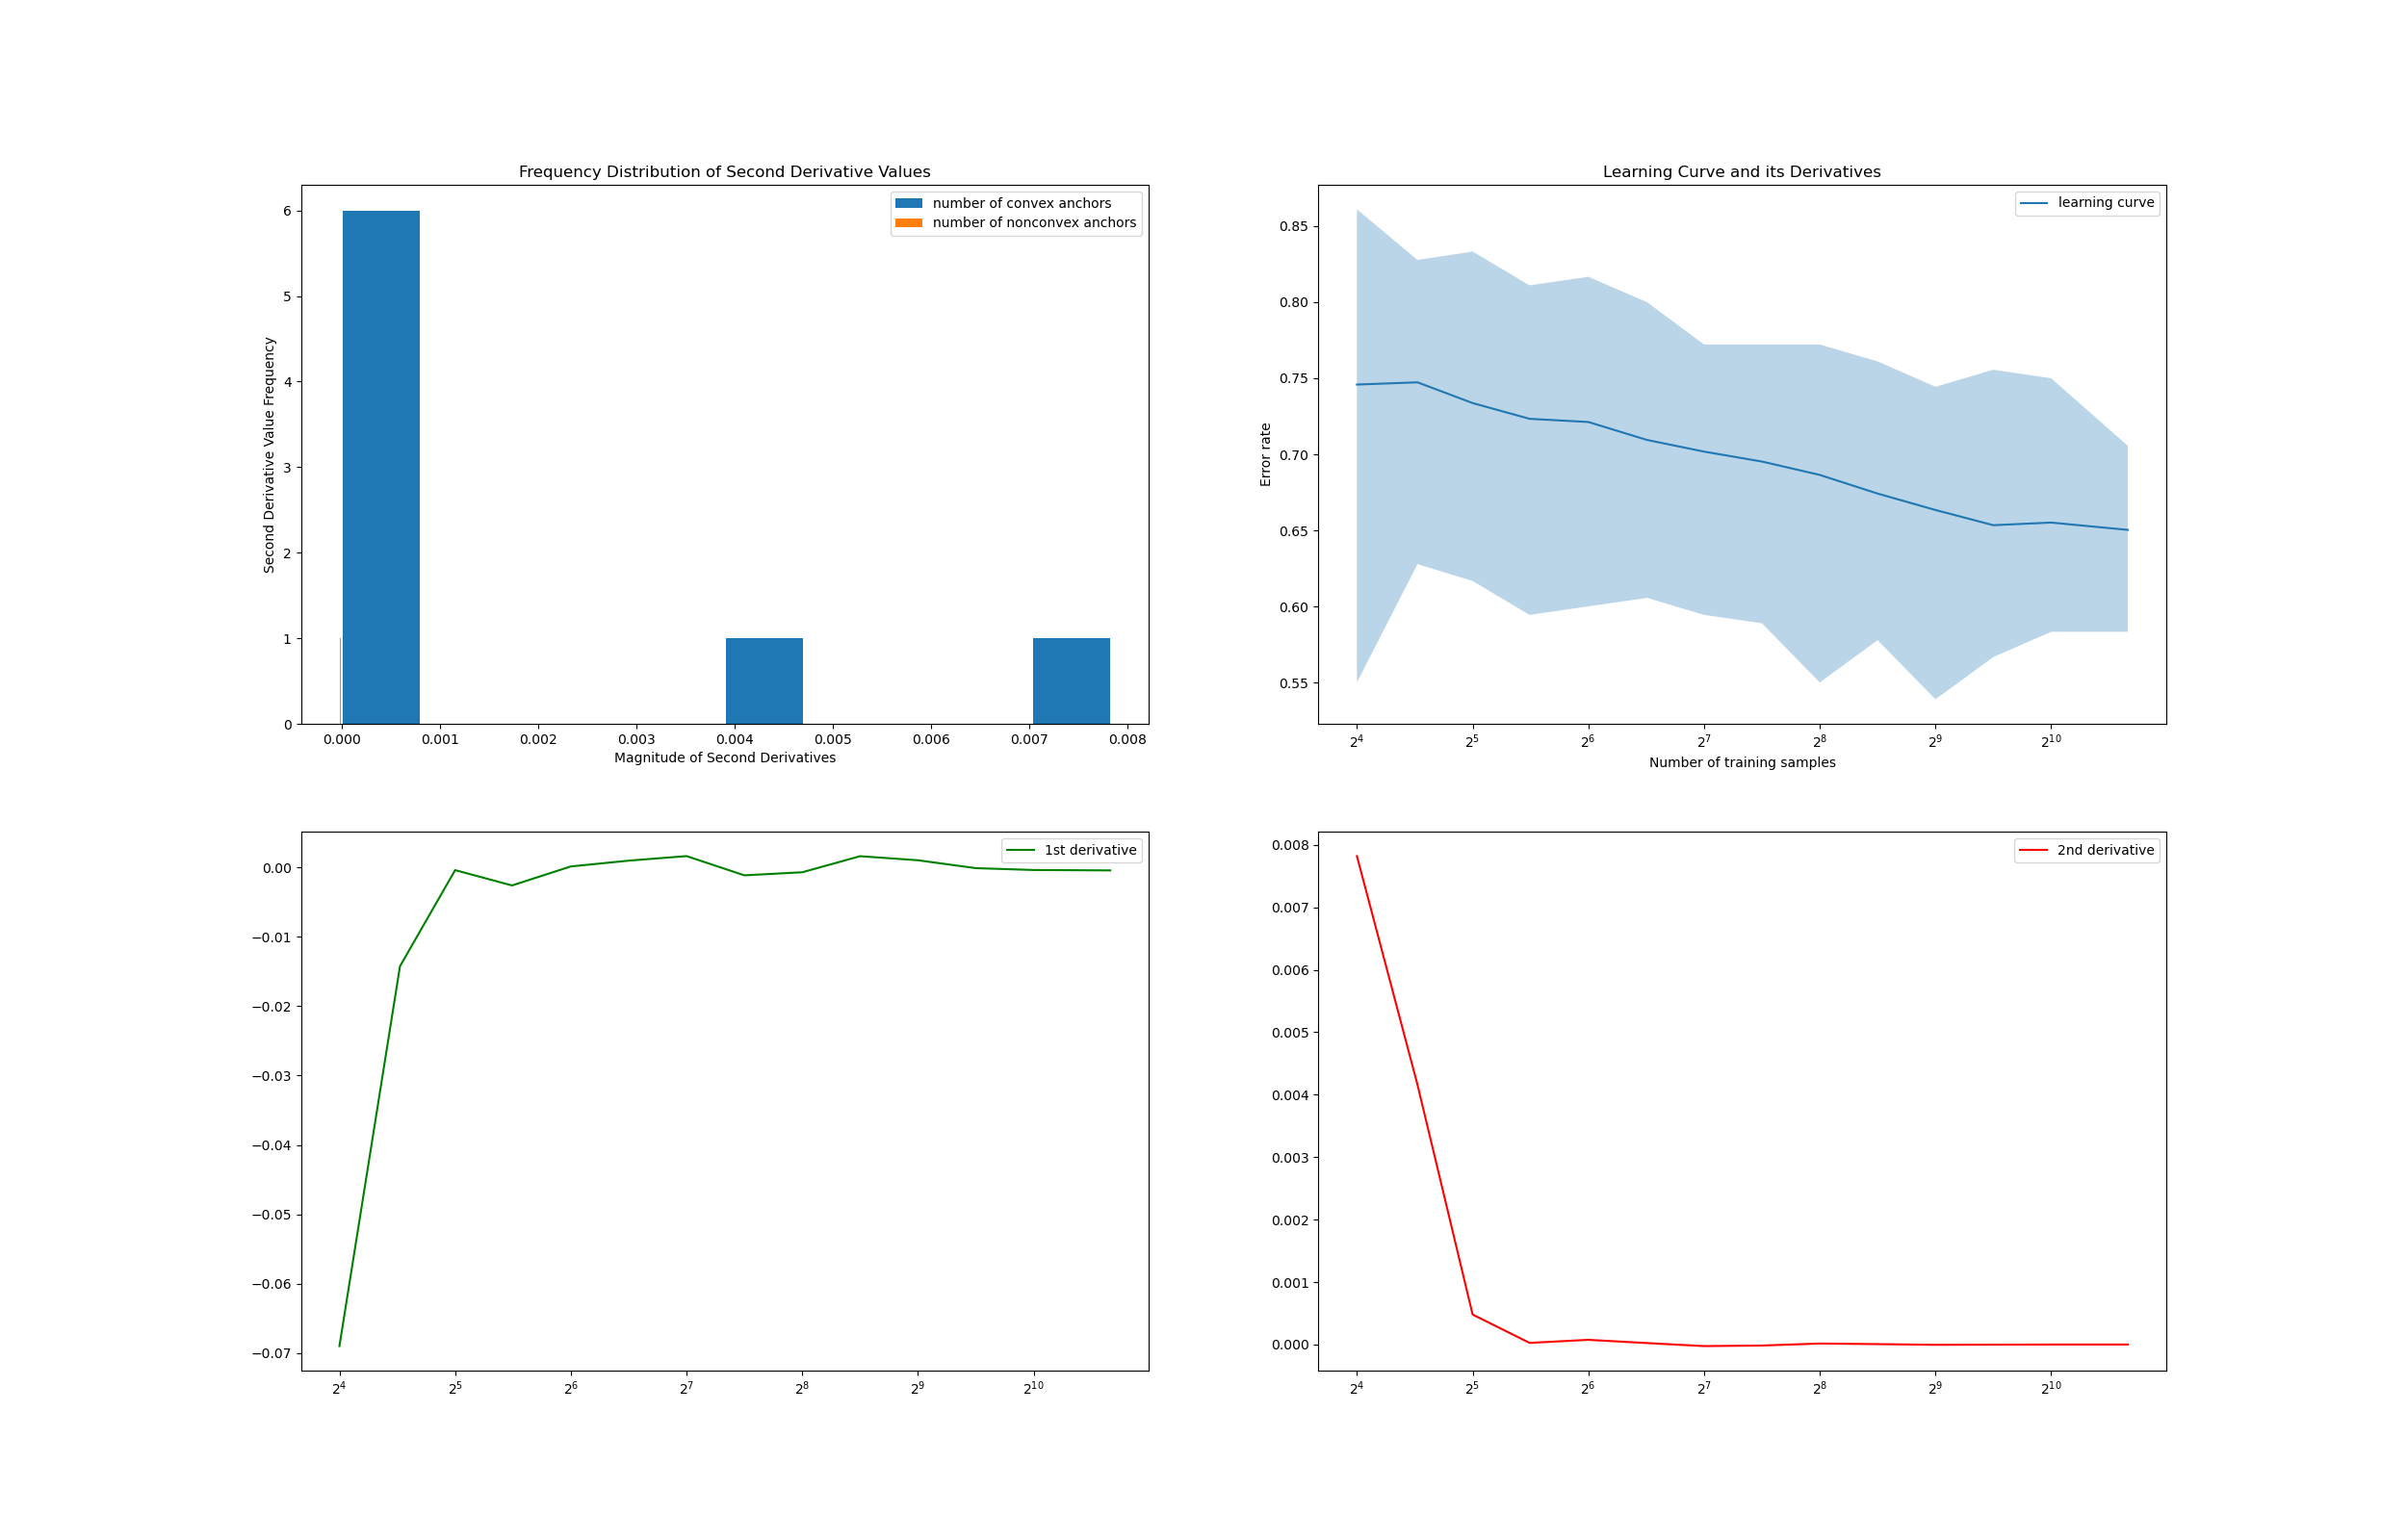 Frequency Distribution of Second Derivative Values
number of convex anchors
number of nonconvex anchors
Second Derivative Value Frequency
6
5
4
3
2
1
0
0.000 0.001 0.002 0.003 0.004 0.005 0.006 0.007 0.008
Magnitude of Second Derivatives
Learning Curve and its Derivatives
learning curve
Error rate
0.85
0.80
0.75
0.70
0.65
0.60
0.55
2⁴ 2⁵ 2⁶ 2⁷ 2⁸ 2⁹ 2¹⁰
Number of training samples
1st derivative
0.00
−0.01
−0.02
−0.03
−0.04
−0.05
−0.06
−0.07
2⁴ 2⁵ 2⁶ 2⁷ 2⁸ 2⁹ 2¹⁰
2nd derivative
0.008
0.007
0.006
0.005
0.004
0.003
0.002
0.001
0.000
2⁴ 2⁵ 2⁶ 2⁷ 2⁸ 2⁹ 2¹⁰